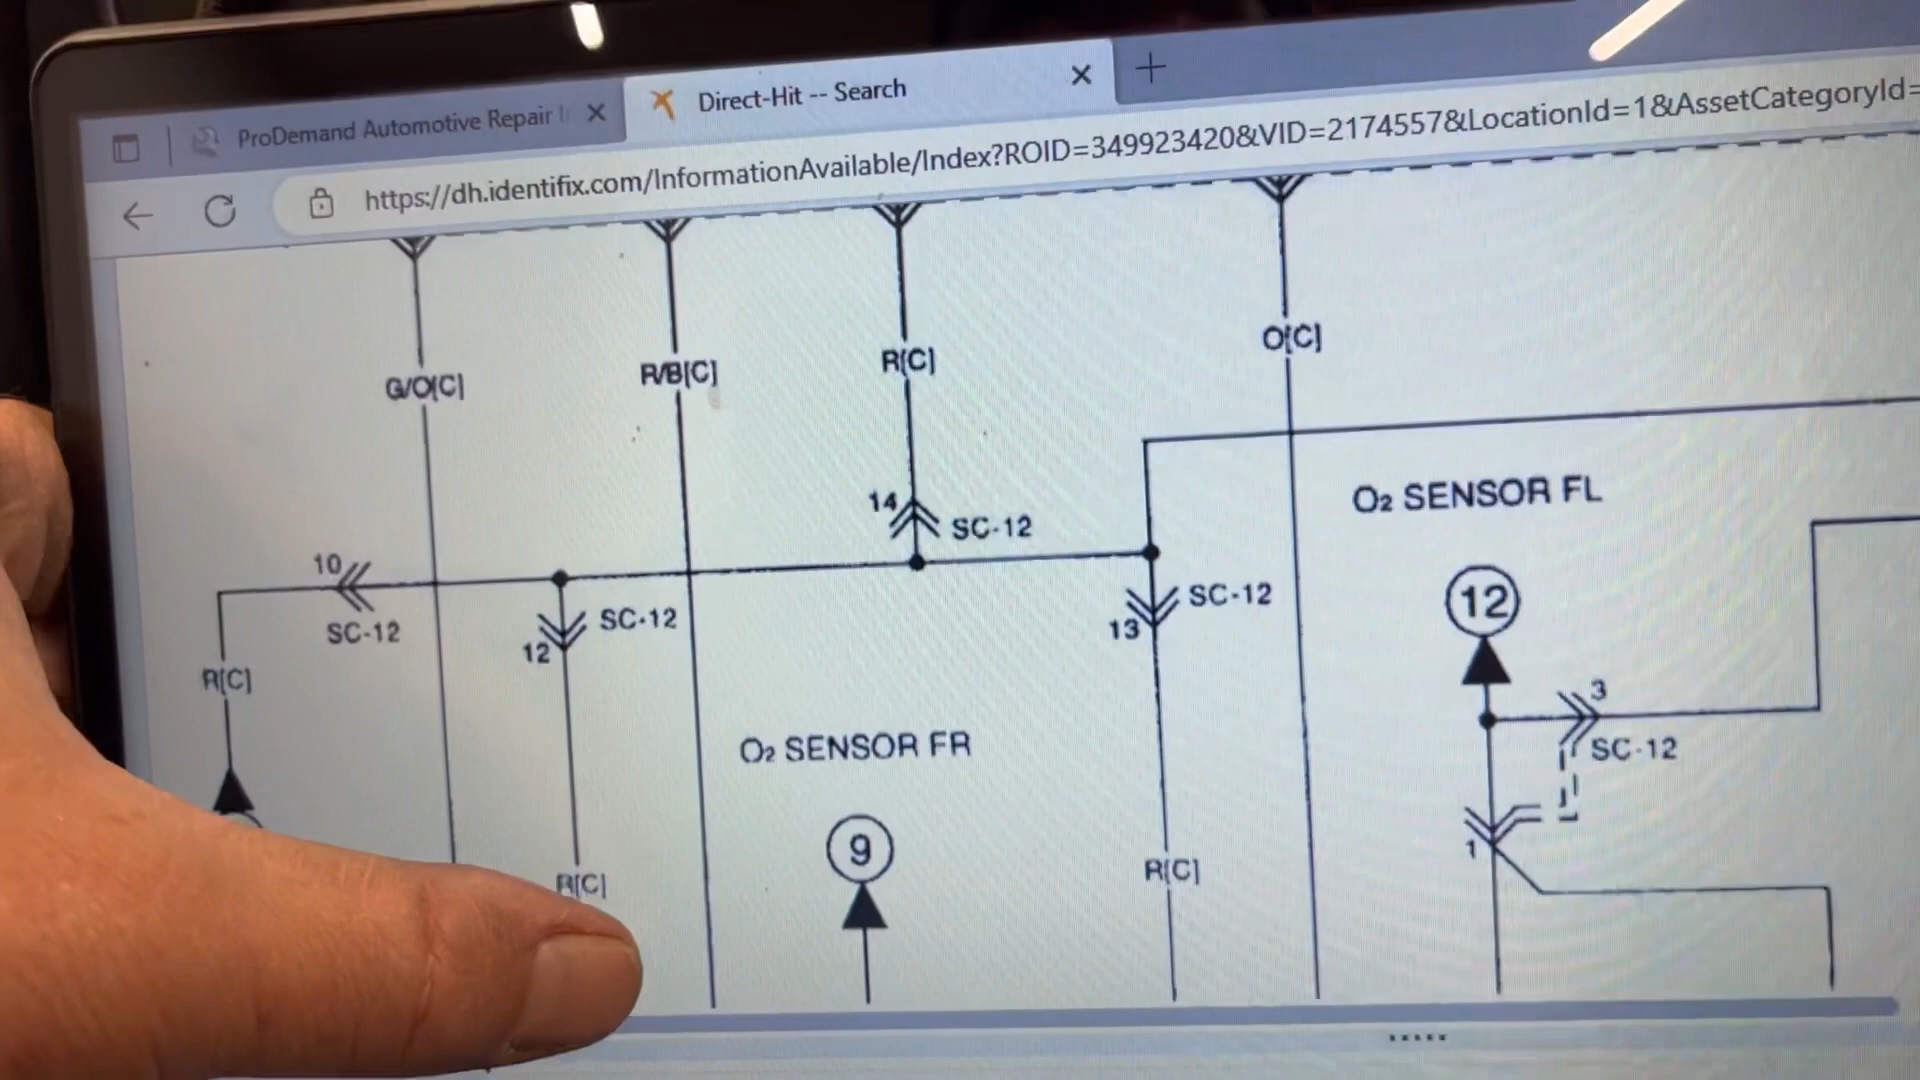 ProDemand Automotive Repair
Direct-Hit -- Search
https://dh.identifix.com/InformationAvailable/Index?ROID=349923420&VID=2174557&LocationId=1&AssetCategoryId=
G/O[C]
R/B[C]
R[C]
O[C]
14
SC-12
O2 SENSOR FL
10
SC-12
12
SC-12
13
SC-12
12
R[C]
3
SC-12
O2 SENSOR FR
9
1
R[C]
R[C]